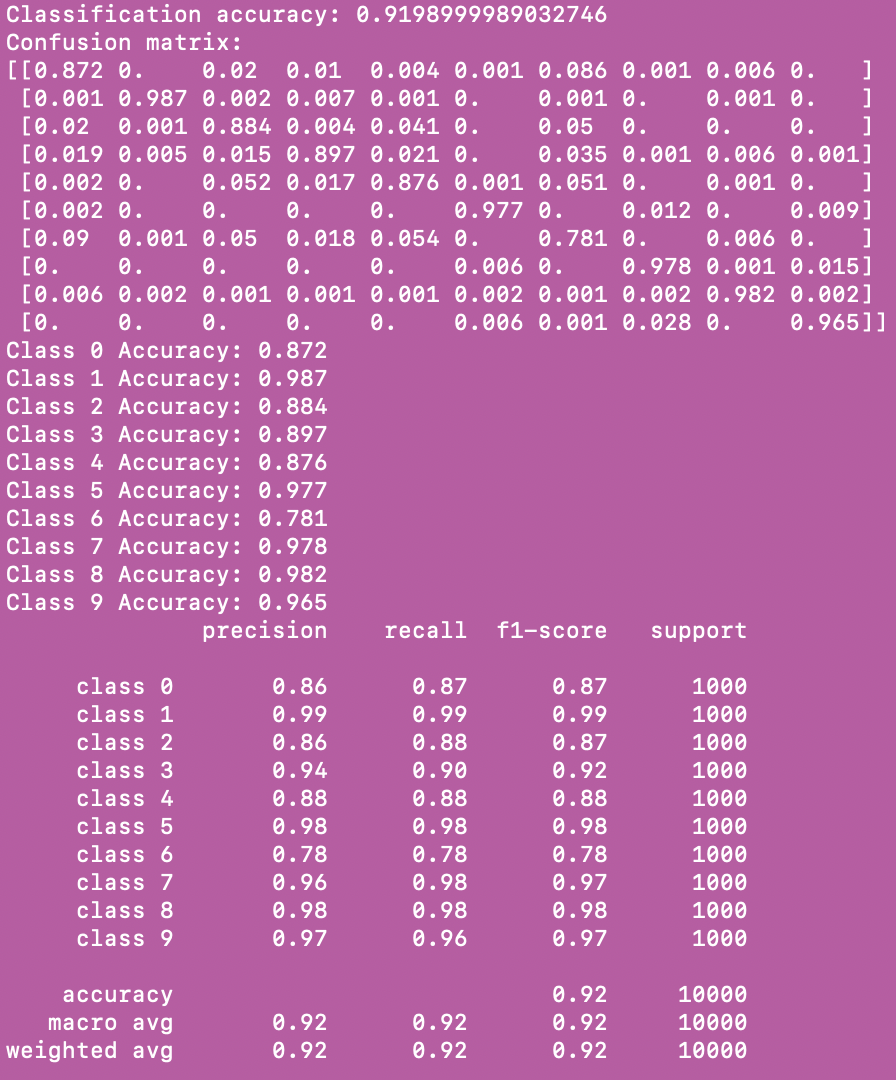 Classification accuracy: 0.9198999989032746
Confusion matrix:
[[0.872 0.    0.02  0.01  0.004 0.001 0.086 0.001 0.006 0.   ]
 [0.001 0.987 0.002 0.007 0.001 0.    0.001 0.    0.001 0.   ]
 [0.02  0.001 0.884 0.004 0.041 0.    0.05  0.    0.    0.   ]
 [0.019 0.005 0.015 0.897 0.021 0.    0.035 0.001 0.006 0.001]
 [0.002 0.    0.052 0.017 0.876 0.001 0.051 0.    0.001 0.   ]
 [0.002 0.    0.    0.    0.    0.977 0.    0.012 0.    0.009]
 [0.09  0.001 0.05  0.018 0.054 0.    0.781 0.    0.006 0.   ]
 [0.    0.    0.    0.    0.    0.006 0.    0.978 0.001 0.015]
 [0.006 0.002 0.001 0.001 0.001 0.002 0.001 0.002 0.982 0.002]
 [0.    0.    0.    0.    0.    0.006 0.001 0.028 0.    0.965]]
Class 0 Accuracy: 0.872
Class 1 Accuracy: 0.987
Class 2 Accuracy: 0.884
Class 3 Accuracy: 0.897
Class 4 Accuracy: 0.876
Class 5 Accuracy: 0.977
Class 6 Accuracy: 0.781
Class 7 Accuracy: 0.978
Class 8 Accuracy: 0.982
Class 9 Accuracy: 0.965
              precision    recall  f1-score   support

     class 0       0.86      0.87      0.87      1000
     class 1       0.99      0.99      0.99      1000
     class 2       0.86      0.88      0.87      1000
     class 3       0.94      0.90      0.92      1000
     class 4       0.88      0.88      0.88      1000
     class 5       0.98      0.98      0.98      1000
     class 6       0.78      0.78      0.78      1000
     class 7       0.96      0.98      0.97      1000
     class 8       0.98      0.98      0.98      1000
     class 9       0.97      0.96      0.97      1000

    accuracy                           0.92     10000
   macro avg       0.92      0.92      0.92     10000
weighted avg       0.92      0.92      0.92     10000